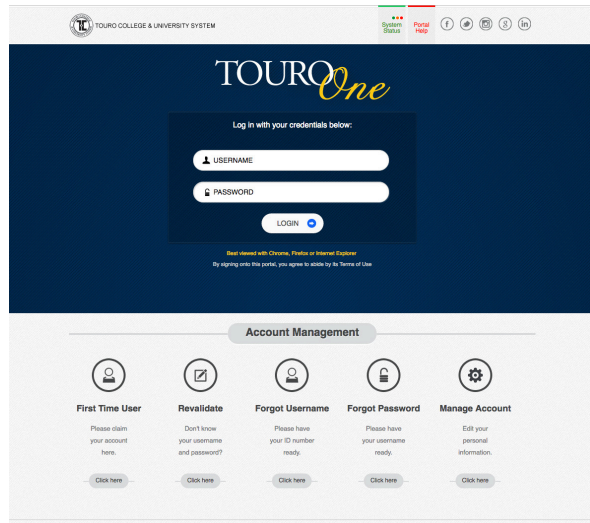 TOURO COLLEGE & UNIVERSITY SYSTEM
System
Status
Portal
Help
TOURO
One
Log in with your credentials below:
USERNAME
PASSWORD
LOGIN
Best viewed with Chrome, Firefox or Internet Explorer
By signing onto this portal, you agree to abide by its Terms of Use
Account Management
First Time User
Please claim
your account
here.
Click here
Revalidate
Don't know
your username
and password?
Click here
Forgot Username
Please have
your ID number
ready.
Click here
Forgot Password
Please have
your username
ready.
Click here
Manage Account
Edit your
personal
information.
Click here